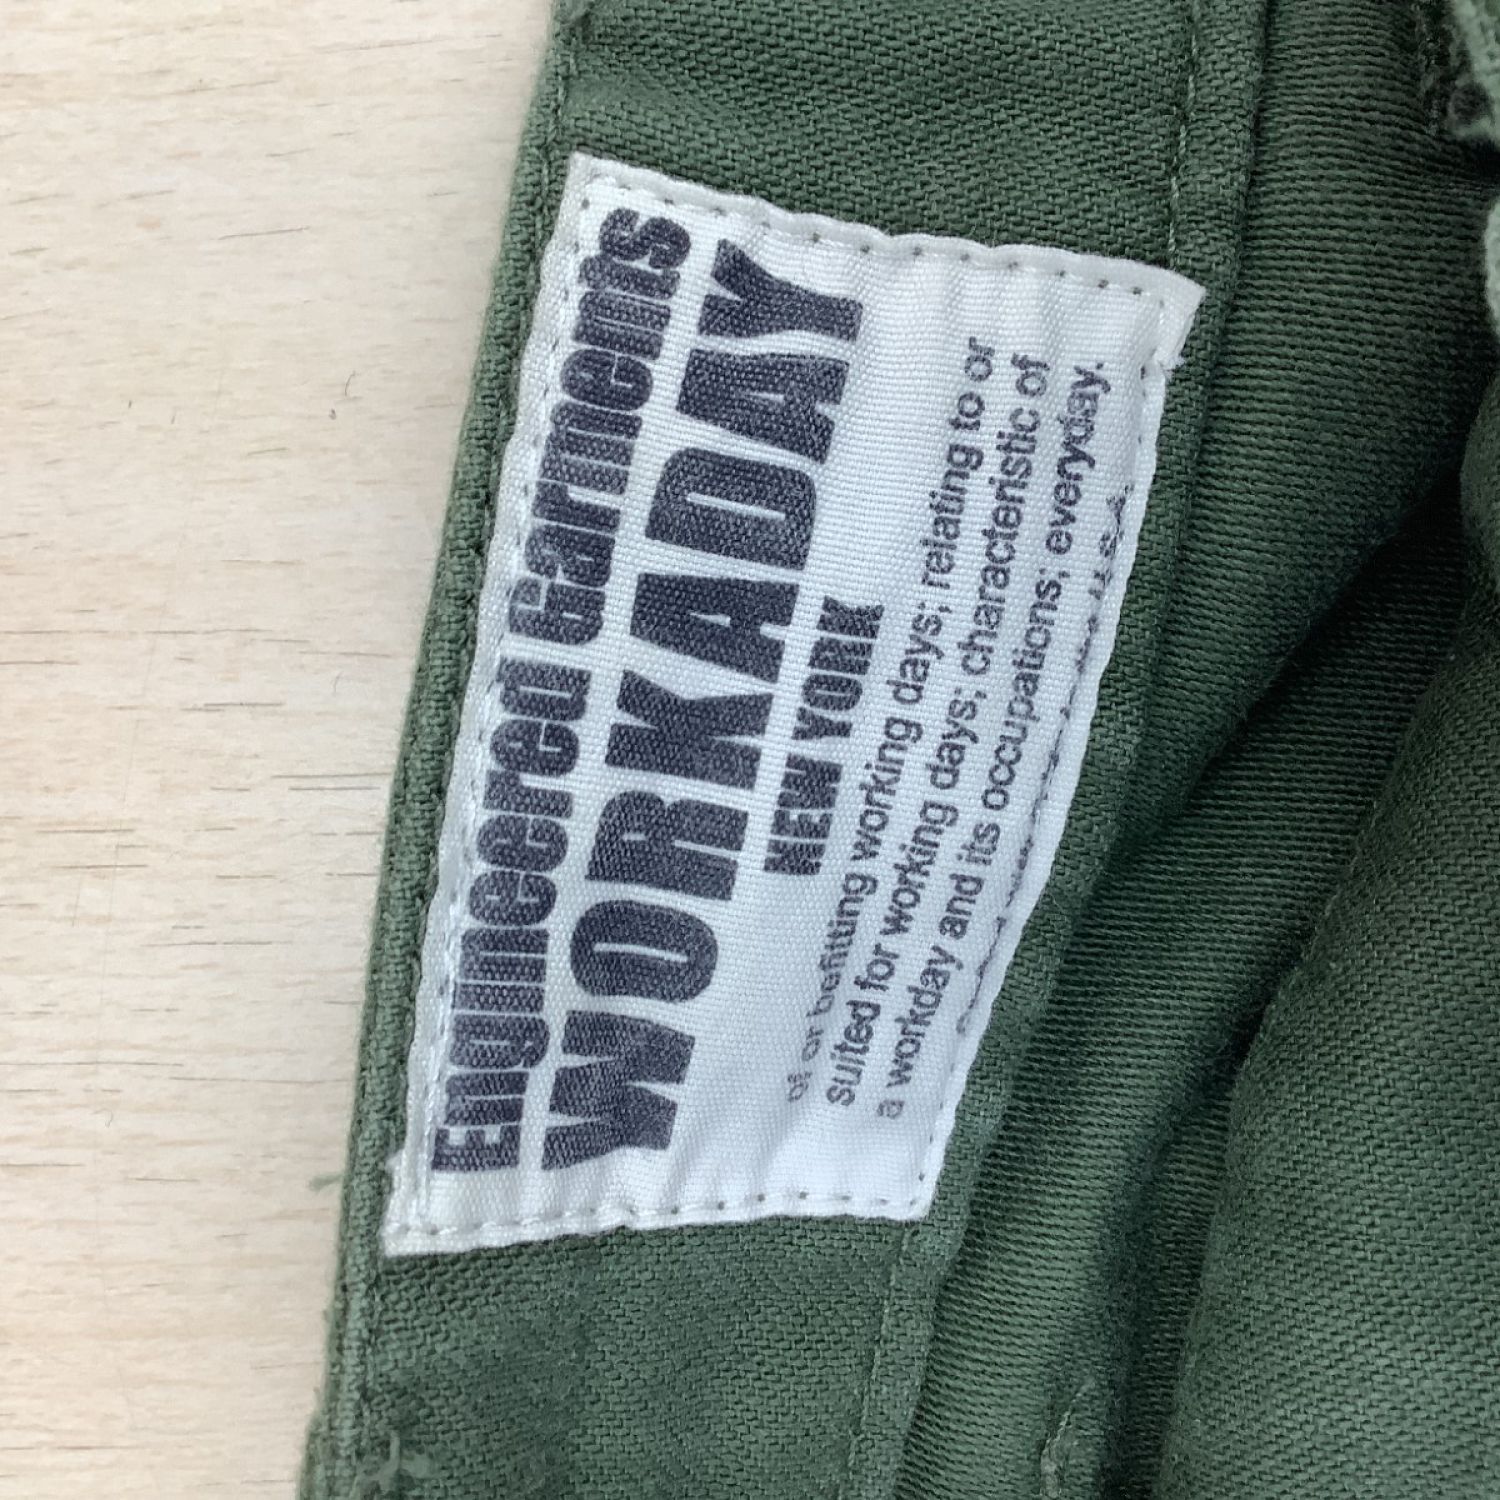 Engineered Garments
WORKADAY
NEW YORK
of or befitting working days; relating to or
suited for working days; characteristic of
a workday and its occupations; everyday.